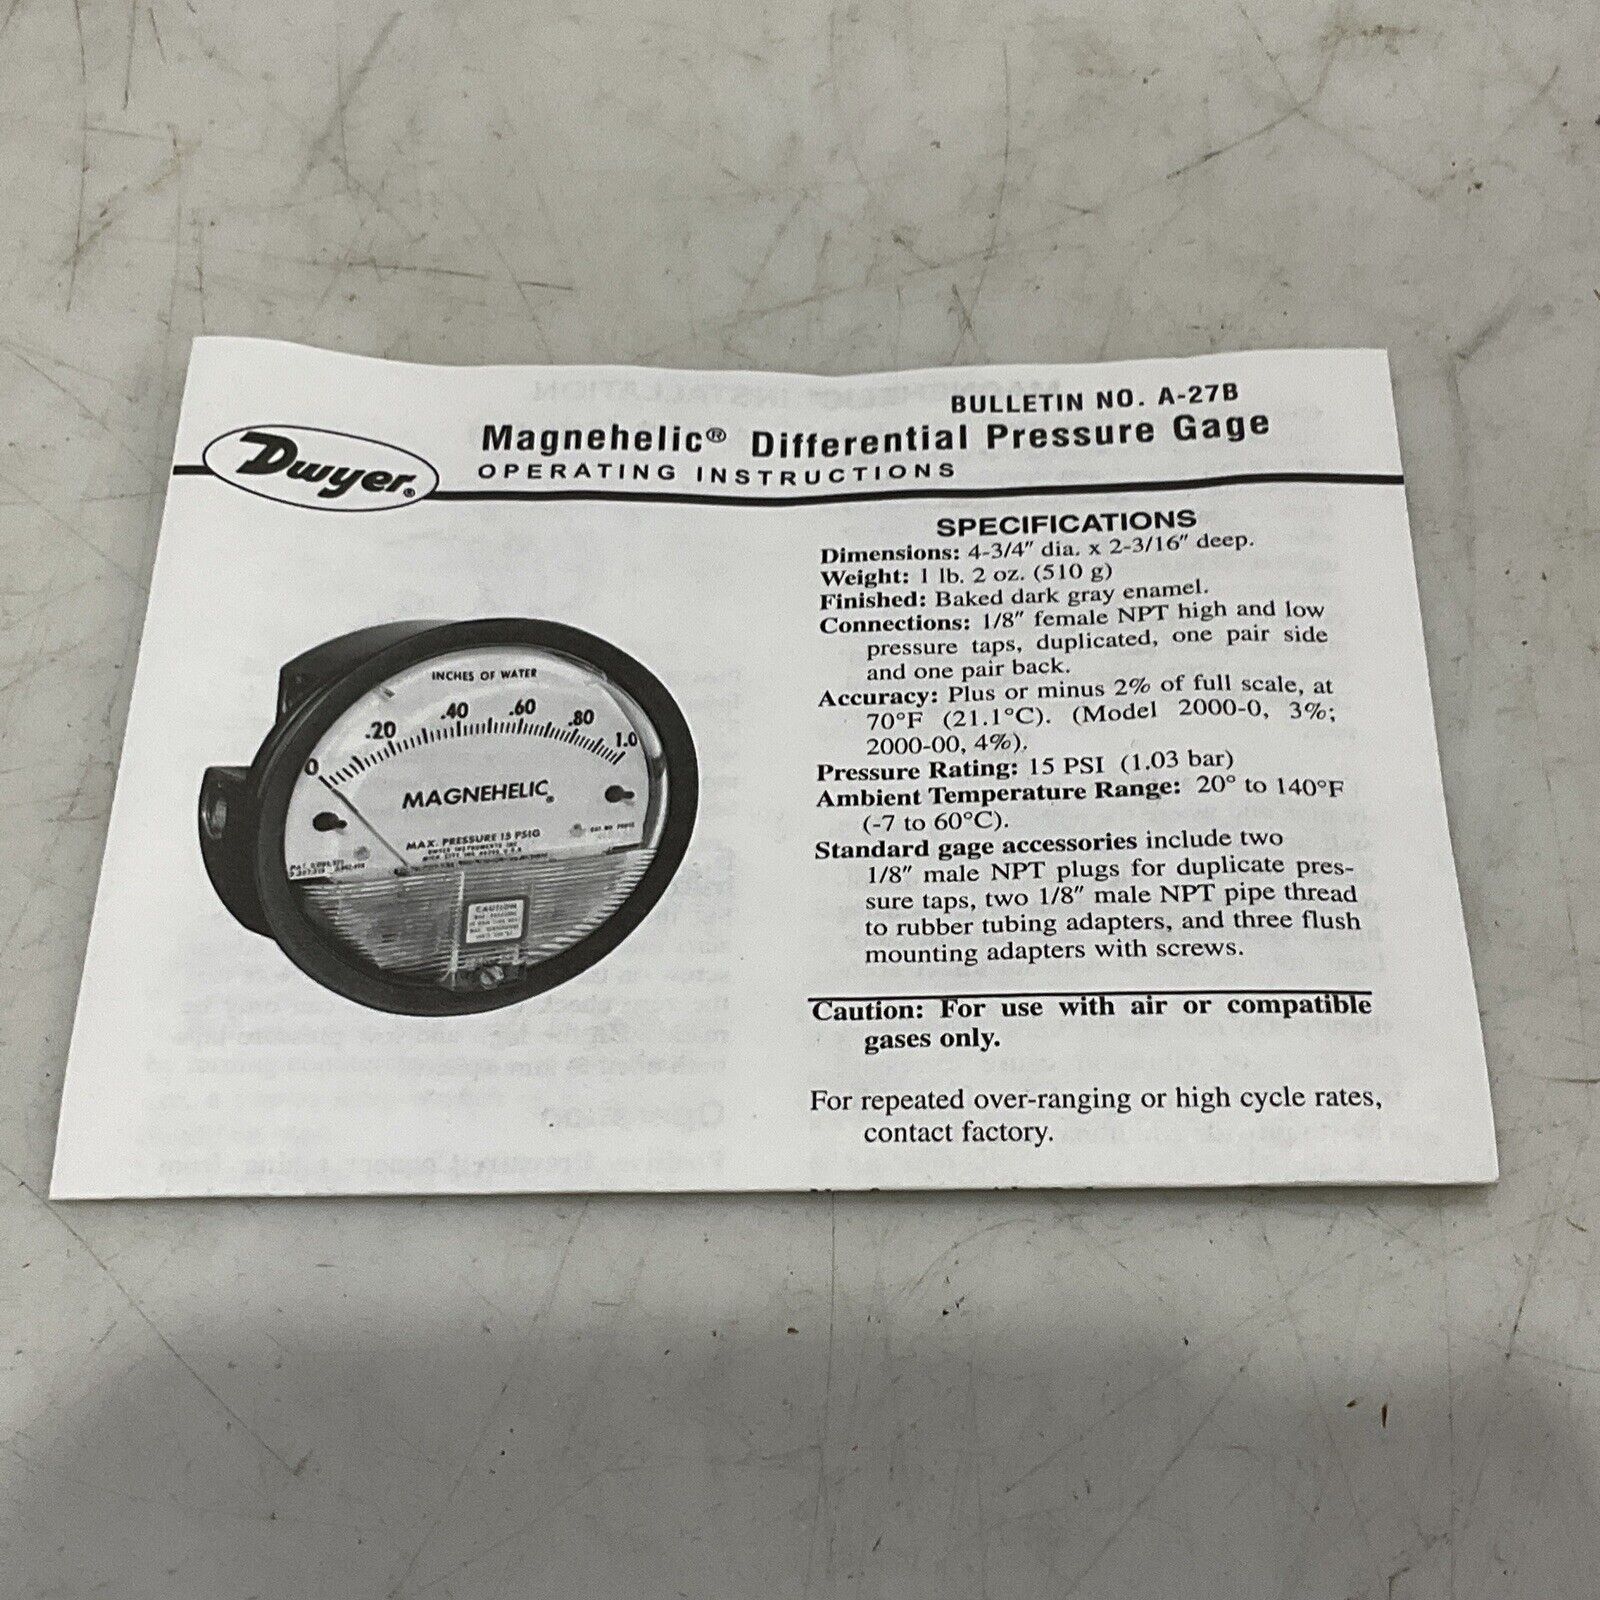 BULLETIN NO. A-27B
Dwyer®
Magnehelic® Differential Pressure Gage
OPERATING INSTRUCTIONS
INCHES OF WATER
0 .20 .40 .60 .80 1.0
MAGNEHELIC®
MAX. PRESSURE 15 PSIG
DWYER INSTRUMENTS INC.
CAUTION
SPECIFICATIONS
Dimensions: 4-3/4" dia. x 2-3/16" deep.
Weight: 1 lb. 2 oz. (510 g)
Finished: Baked dark gray enamel.
Connections: 1/8" female NPT high and low
pressure taps, duplicated, one pair side
and one pair back.
Accuracy: Plus or minus 2% of full scale, at
70°F (21.1°C). (Model 2000-0, 3%;
2000-00, 4%).
Pressure Rating: 15 PSI (1.03 bar)
Ambient Temperature Range: 20° to 140°F
(-7 to 60°C).
Standard gage accessories include two
1/8" male NPT plugs for duplicate pres-
sure taps, two 1/8" male NPT pipe thread
to rubber tubing adapters, and three flush
mounting adapters with screws.
Caution: For use with air or compatible
gases only.
For repeated over-ranging or high cycle rates,
contact factory.